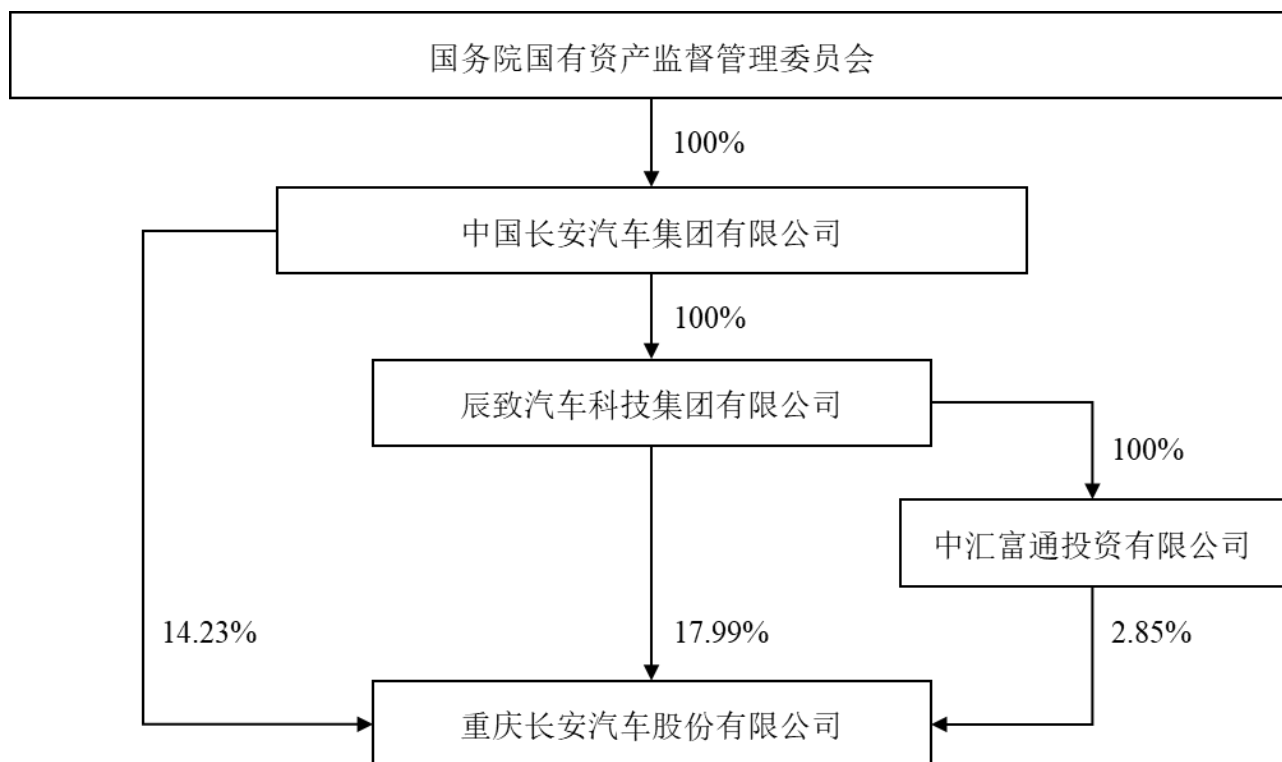 国务院国有资产监督管理委员会
100%
中国长安汽车集团有限公司
100%
辰致汽车科技集团有限公司
100%
中汇富通投资有限公司
14.23%
17.99%
2.85%
重庆长安汽车股份有限公司